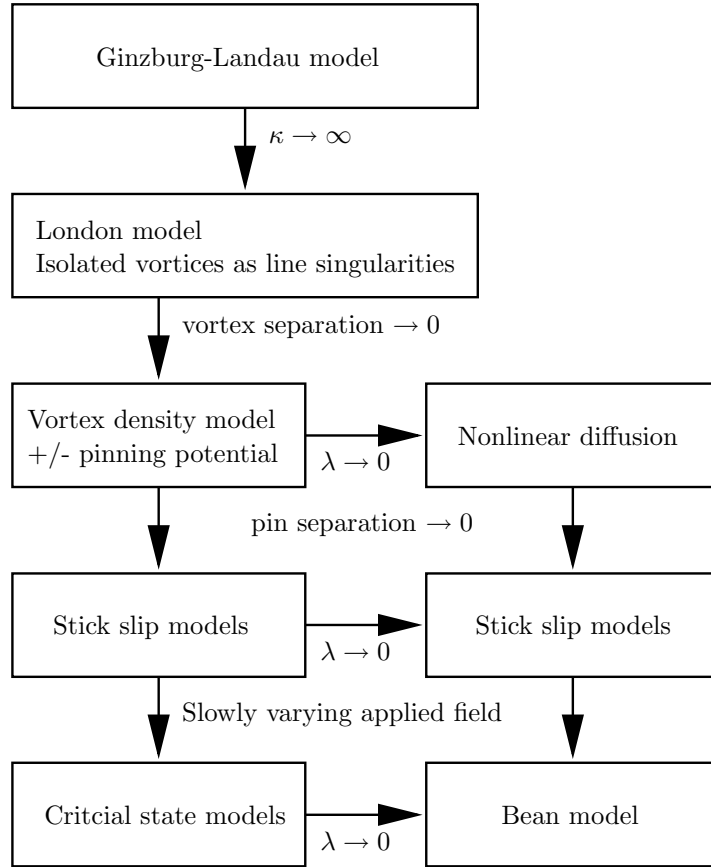 Ginzburg-Landau model
κ → ∞
London model
Isolated vortices as line singularities
vortex separation → 0
Vortex density model
+/- pinning potential
λ → 0
Nonlinear diffusion
pin separation → 0
Stick slip models
λ → 0
Stick slip models
Slowly varying applied field
Critcial state models
λ → 0
Bean model